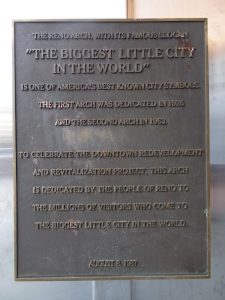 THE RENO ARCH, WITH ITS FAMOUS SLOGAN
"THE BIGGEST LITTLE CITY
IN THE WORLD"
IS ONE OF AMERICA'S BEST KNOWN CITY SYMBOLS.
THE FIRST ARCH WAS DEDICATED IN 1926
AND THE SECOND ARCH IN 1963.
TO CELEBRATE THE DOWNTOWN REDEVELOPMENT
AND REVITALIZATION PROJECT, THIS ARCH
IS DEDICATED BY THE PEOPLE OF RENO TO
THE MILLIONS OF VISITORS WHO COME TO
THE BIGGEST LITTLE CITY IN THE WORLD.
AUGUST 8, 1987